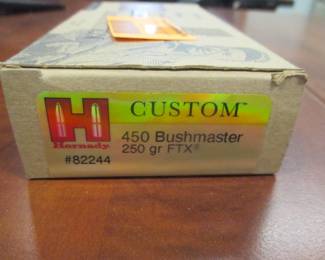 CUSTOM™
H
450 Bushmaster
Hornady®
250 gr FTX®
#82244